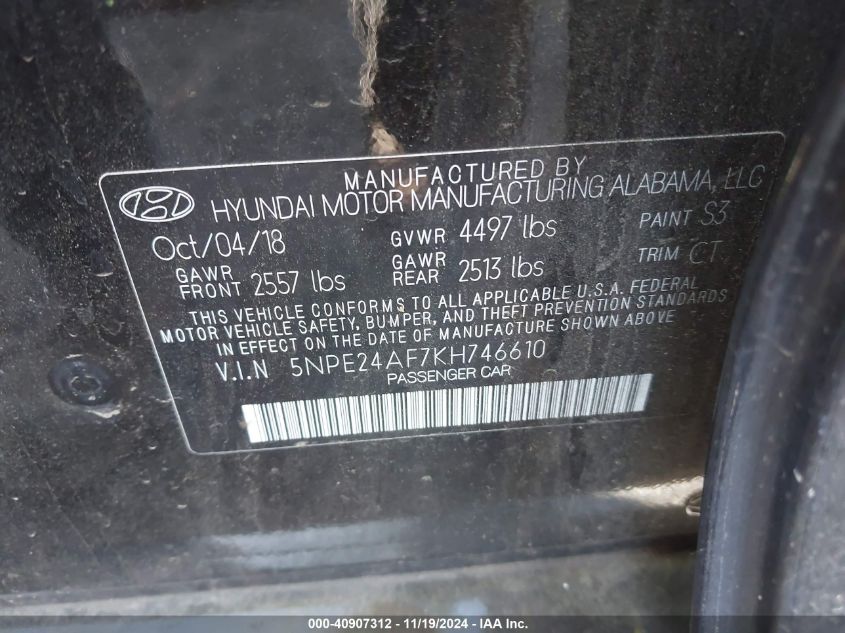 MANUFACTURED BY
HYUNDAI MOTOR MANUFACTURING ALABAMA, LLC
Oct/04/18 GVWR 4497 lbs PAINT S3
GAWR FRONT 2557 lbs GAWR REAR 2513 lbs TRIM CT
THIS VEHICLE CONFORMS TO ALL APPLICABLE U.S.A. FEDERAL
MOTOR VEHICLE SAFETY, BUMPER, AND THEFT PREVENTION STANDARDS
IN EFFECT ON THE DATE OF MANUFACTURE SHOWN ABOVE
V.I.N 5NPE24AF7KH746610
PASSENGER CAR
000-40907312 - 11/19/2024 - IAA Inc.